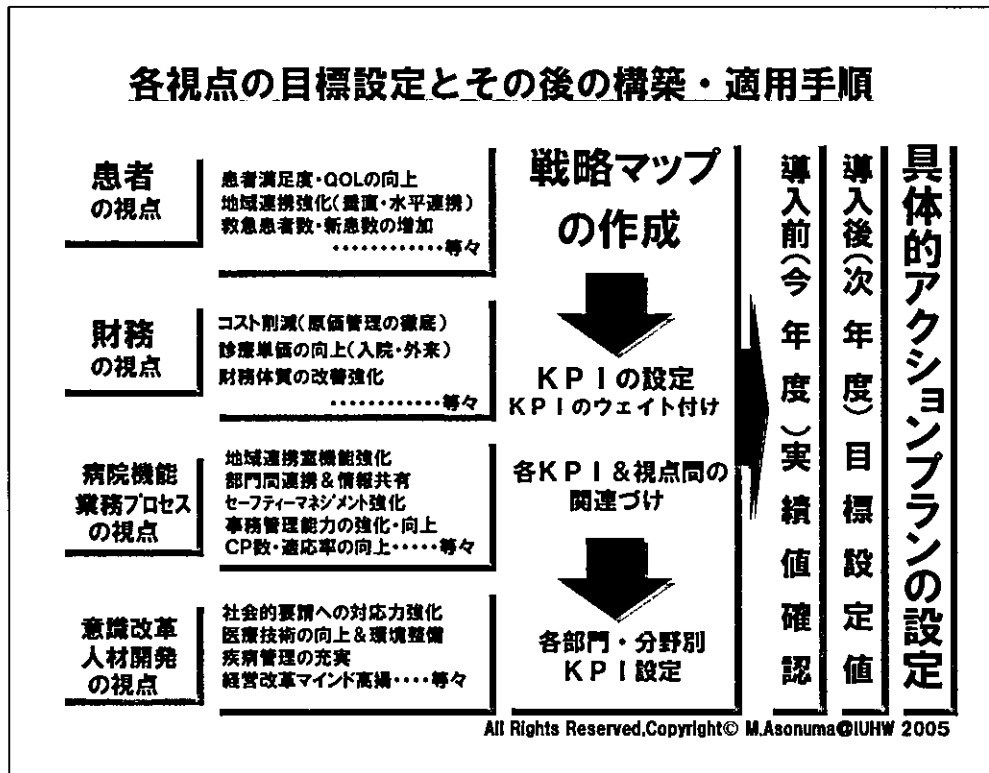 各視点の目標設定とその後の構築・適用手順
患者
の視点
患者満足度・QOLの向上
地域連携強化(垂直・水平連携)
救急患者数・新患数の増加
‥‥‥‥‥‥等々
財務
の視点
コスト削減(原価管理の徹底)
診療単価の向上(入院・外来)
財務体質の改善強化
‥‥‥‥‥‥等々
病院機能
業務プロセス
の視点
地域連携室機能強化
部門間連携&情報共有
セーフティーマネジメント強化
事務管理能力の強化・向上
CP数・適応率の向上‥‥‥等々
意識改革
人材開発
の視点
社会的要請への対応力強化
医療技術の向上&環境整備
疾病管理の充実
経営改革マインド高揚‥‥等々
戦略マップ
の作成
KPIの設定
KPIのウェイト付け
各KPI&視点間の
関連づけ
各部門・分野別
KPI設定
導入前(今年度)実績値確認
導入後(次年度)目標設定値
具体的アクションプランの設定
All Rights Reserved,Copyright© M.Asonuma@IUHW 2005